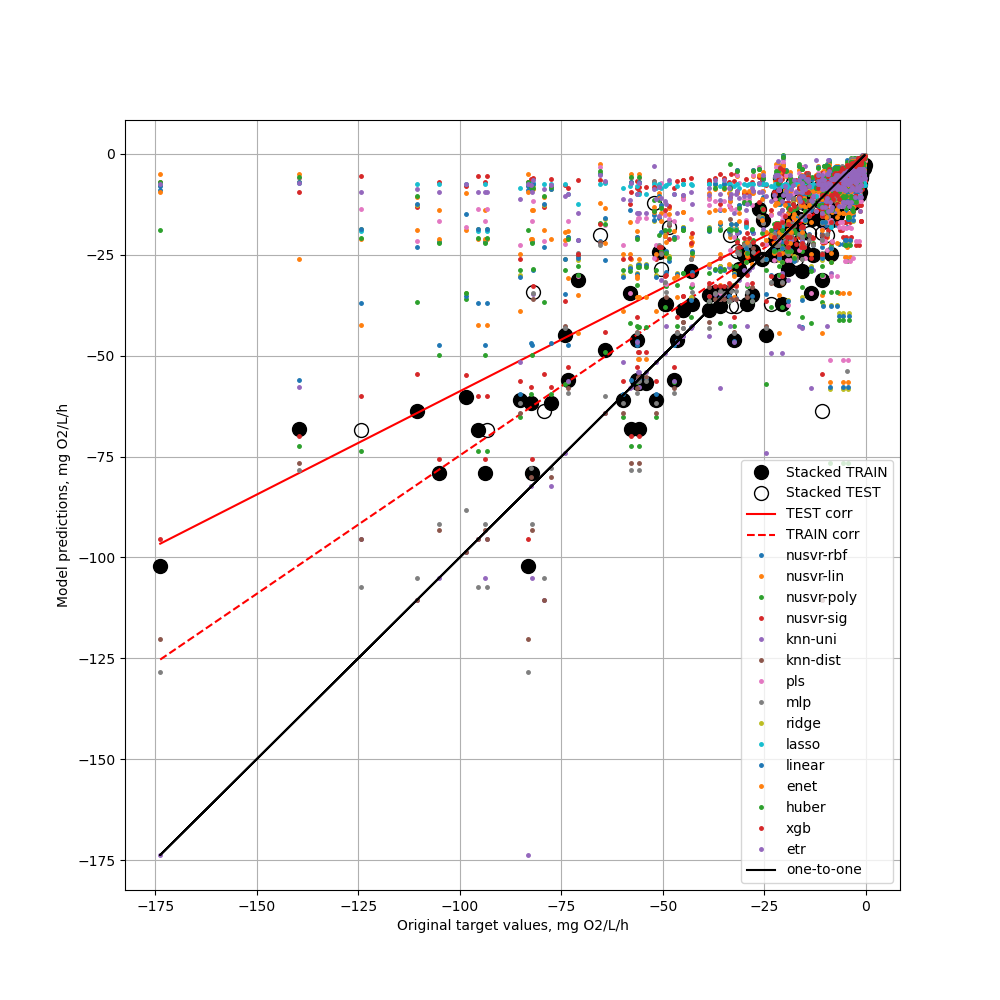 0
−25
−50
−75
−100
−125
−150
−175
−175
−150
−125
−100
−75
−50
−25
0
Model predictions, mg O2/L/h
Original target values, mg O2/L/h
Stacked TRAIN
Stacked TEST
TEST corr
TRAIN corr
nusvr-rbf
nusvr-lin
nusvr-poly
nusvr-sig
knn-uni
knn-dist
pls
mlp
ridge
lasso
linear
enet
huber
xgb
etr
one-to-one